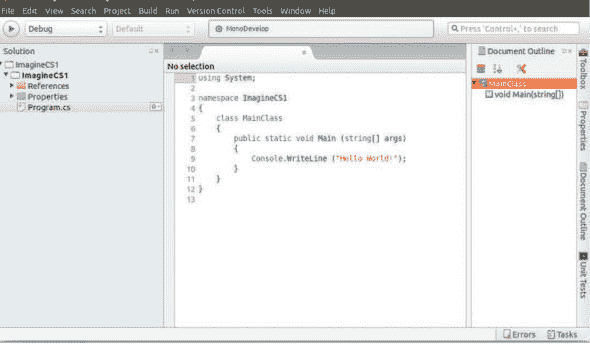 File Edit View Search Project Build Run Version Control Tools Window Help
Debug Default MonoDevelop Press 'Control+,' to search
Solution
ImagineCS1
ImagineCS1
References
Properties
Program.cs
No selection
1 using System;
2
3 namespace ImagineCS1
4 {
5 class MainClass
6 {
7 public static void Main (string[] args)
8 {
9 Console.WriteLine ("Hello World!");
10 }
11 }
12 }
13
Document Outline
MainClass
void Main(string[])
Toolbox
Properties
Document Outline
Unit Tests
Errors Tasks